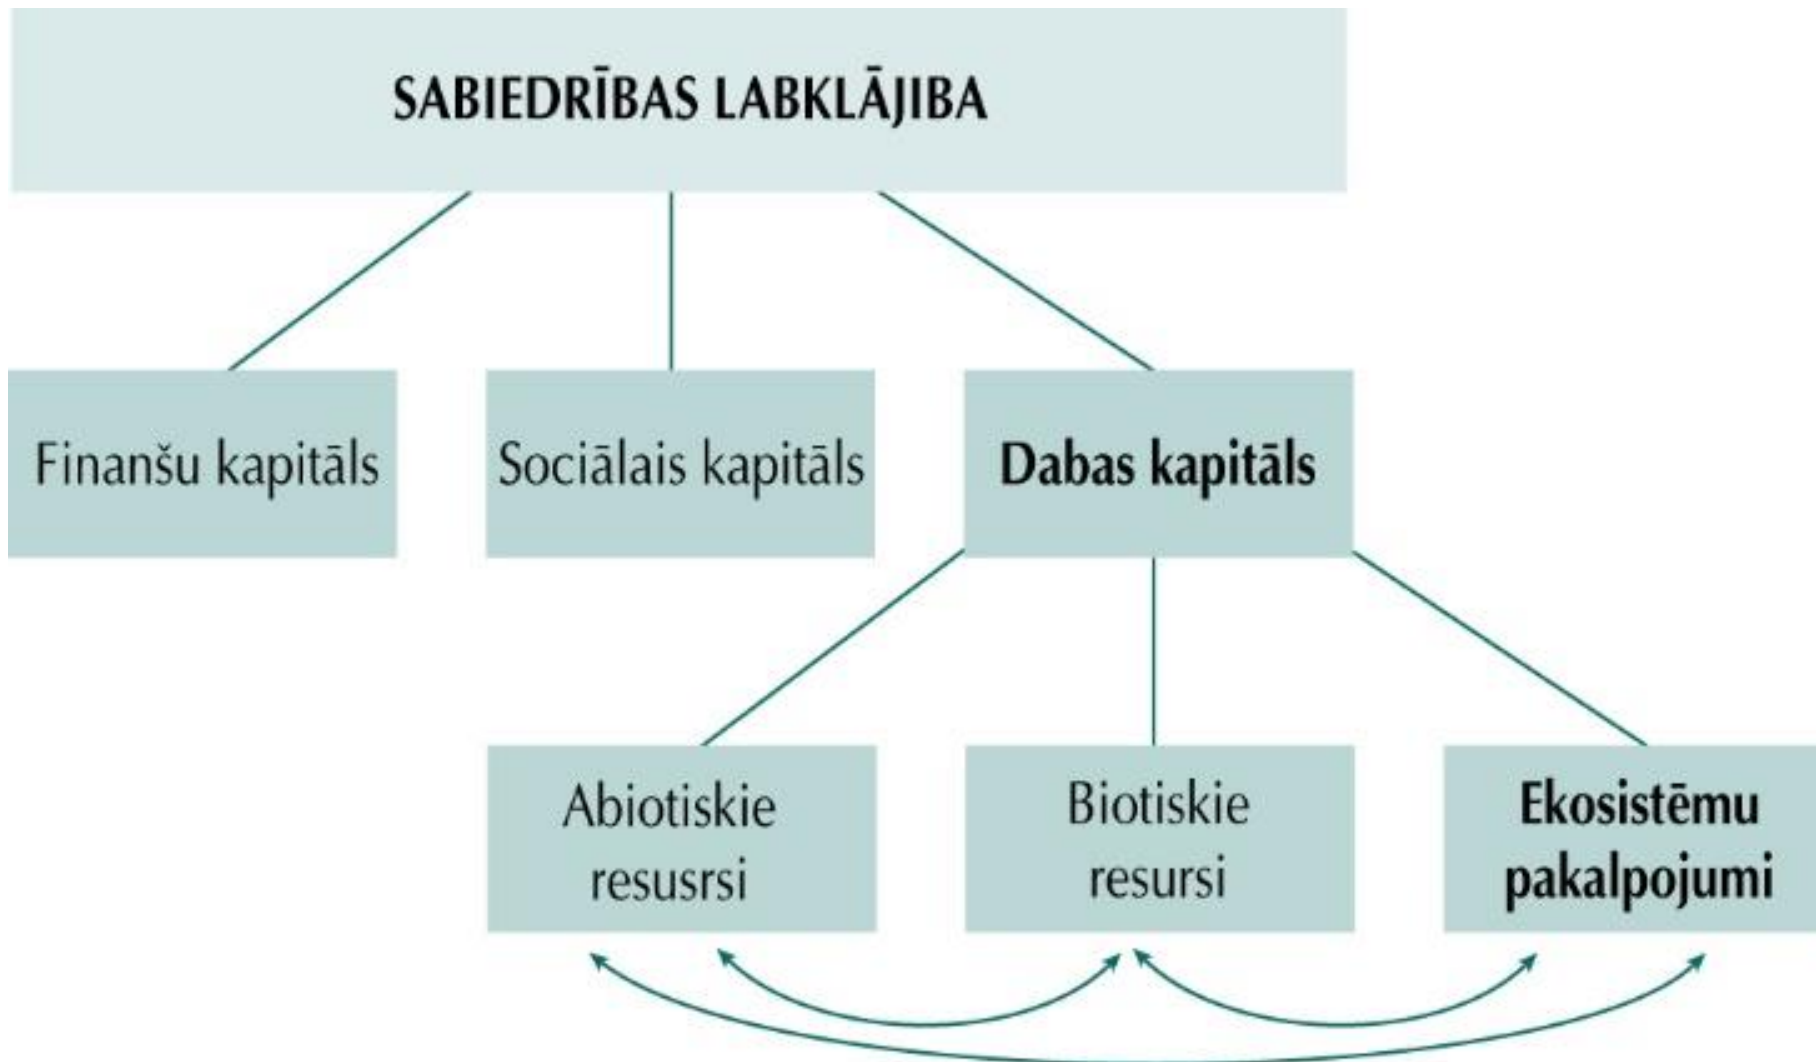 SABIEDRĪBAS LABKLĀJIBA
Finanšu kapitāls
Sociālais kapitāls
Dabas kapitāls
Abiotiskie
resusrsi
Biotiskie
resursi
Ekosistēmu
pakalpojumi